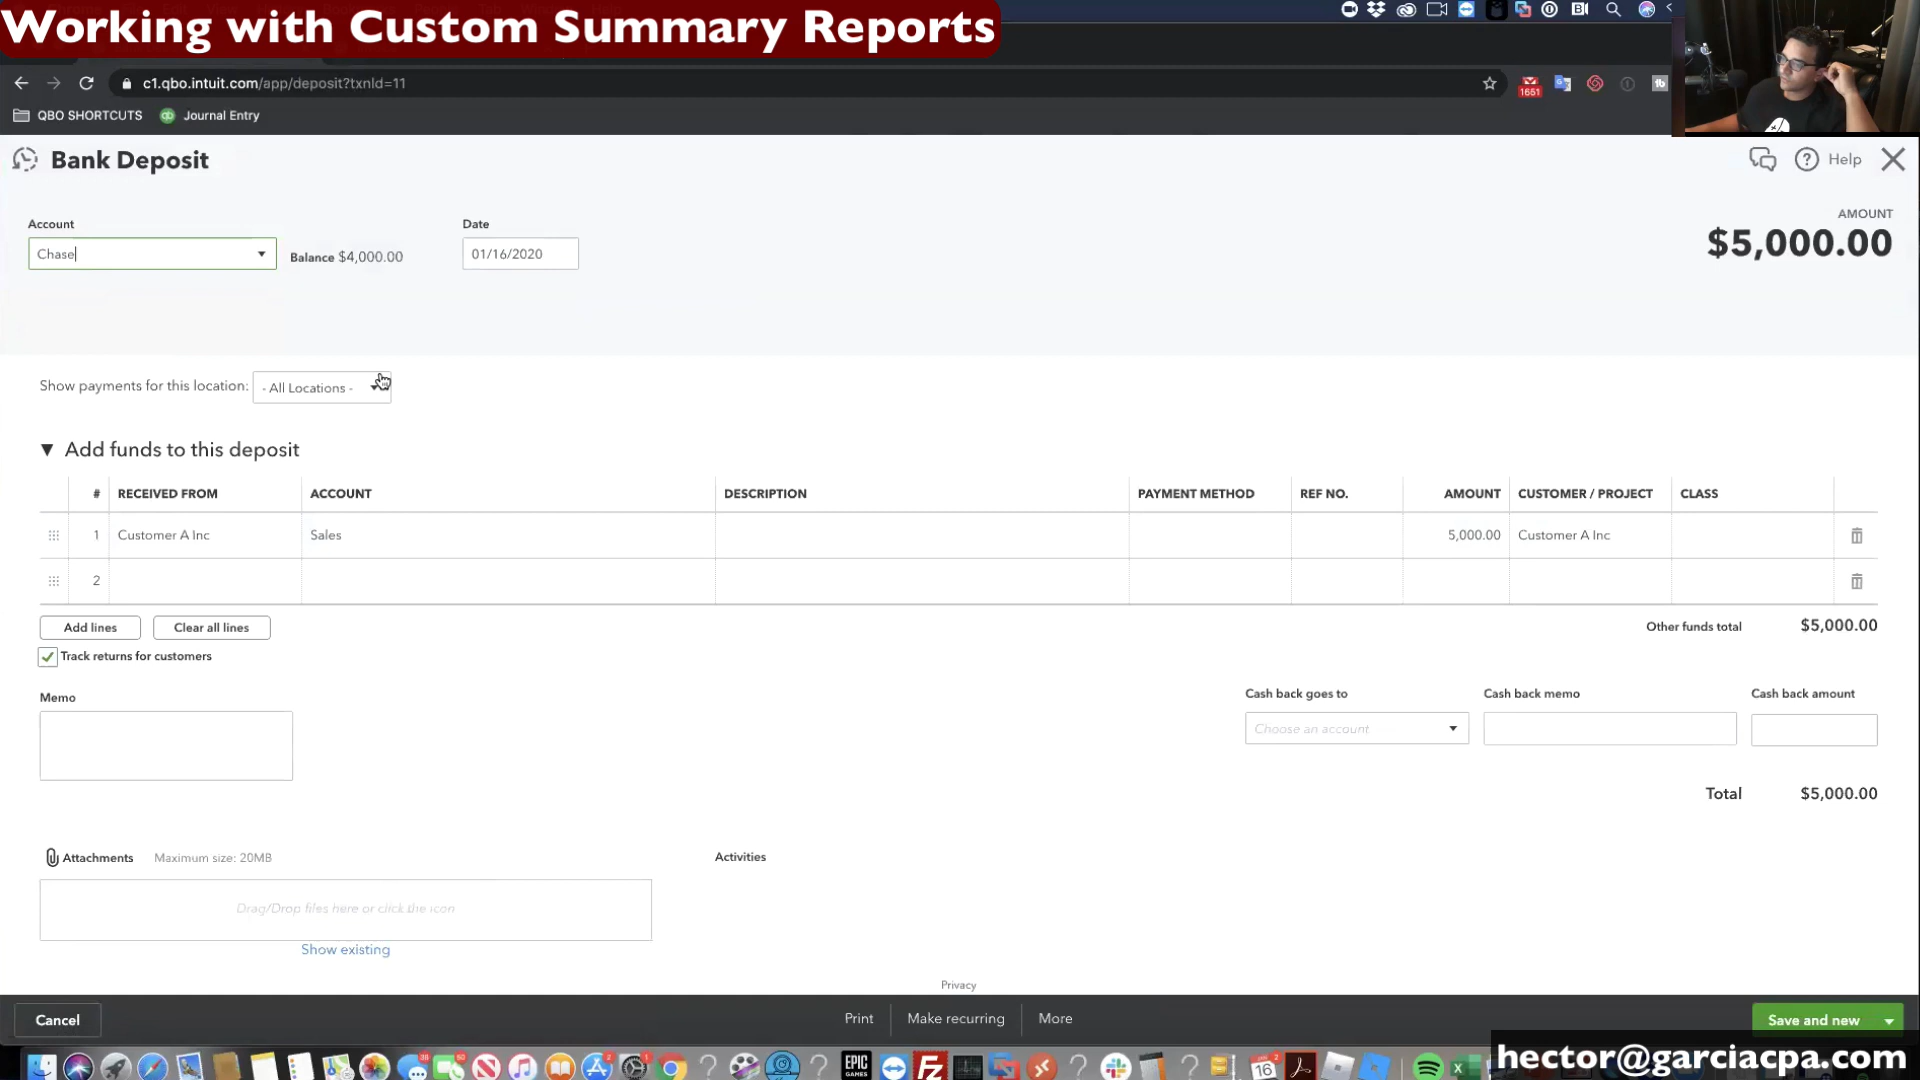 Working with Custom Summary Reports
c1.qbo.intuit.com/app/deposit?txnId=11
1651
QBO SHORTCUTS
Journal Entry
Bank Deposit
Help
Account
Date
AMOUNT
Chase
Balance $4,000.00
01/16/2020
$5,000.00
Show payments for this location:
- All Locations -
Add funds to this deposit
# RECEIVED FROM ACCOUNT DESCRIPTION PAYMENT METHOD REF NO. AMOUNT CUSTOMER / PROJECT CLASS
1 Customer A Inc Sales 5,000.00 Customer A Inc
2
Add lines
Clear all lines
Other funds total $5,000.00
Track returns for customers
Memo
Cash back goes to
Cash back memo
Cash back amount
Choose an account
Total $5,000.00
Attachments Maximum size: 20MB
Activities
Drag/Drop files here or click the icon
Show existing
Privacy
Cancel
Print
Make recurring
More
Save and new
hector@garciacpa.com
EPIC
GAMES
16